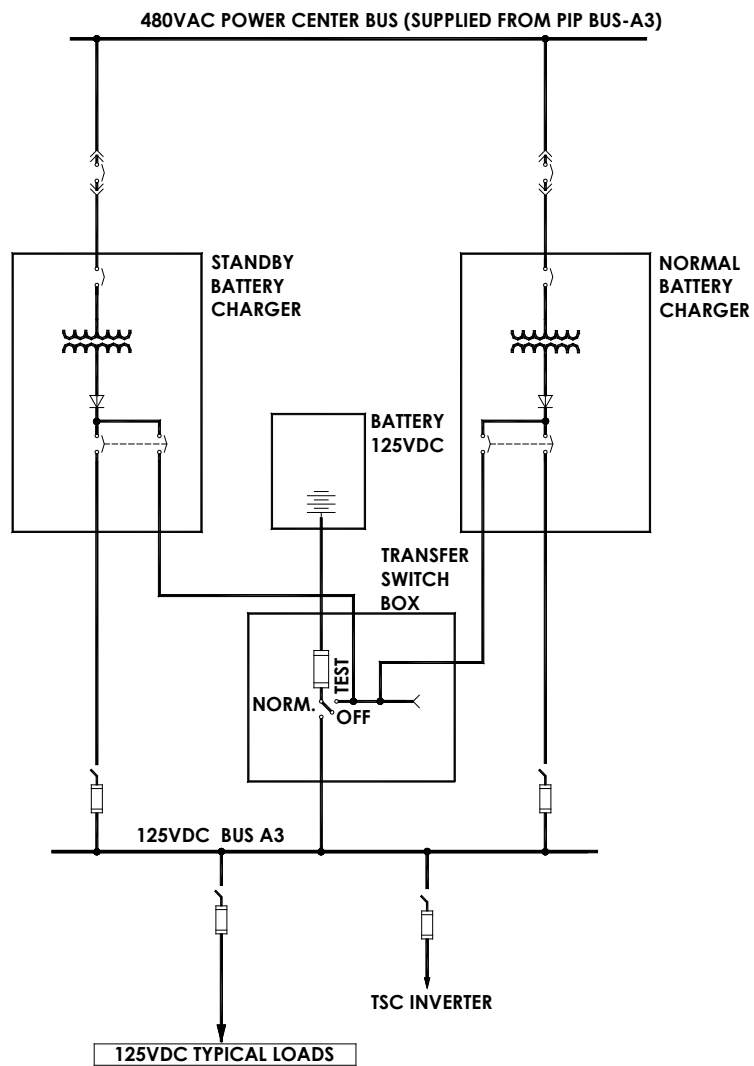 480VAC POWER CENTER BUS (SUPPLIED FROM PIP BUS-A3)
STANDBY
BATTERY
CHARGER
NORMAL
BATTERY
CHARGER
BATTERY
125VDC
TRANSFER
SWITCH
BOX
TEST
NORM.
OFF
125VDC BUS A3
TSC INVERTER
125VDC TYPICAL LOADS